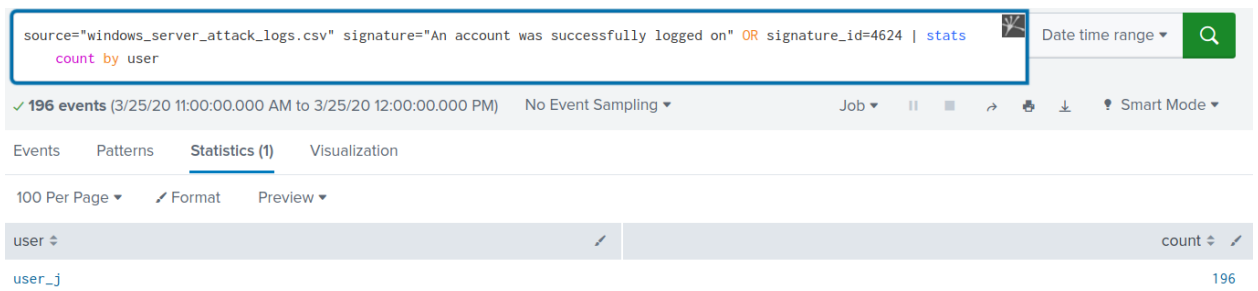 source="windows_server_attack_logs.csv" signature="An account was successfully logged on" OR signature_id=4624 | stats
count by user
Date time range
196 events (3/25/20 11:00:00.000 AM to 3/25/20 12:00:00.000 PM) No Event Sampling Job Smart Mode
Events Patterns Statistics (1) Visualization
100 Per Page Format Preview
user count
user_j 196